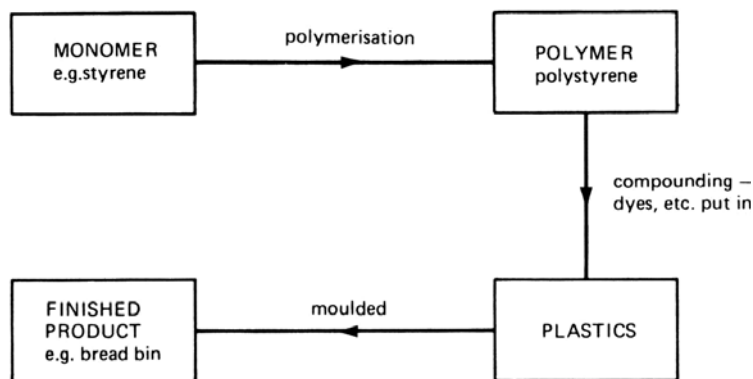 MONOMER
e.g.styrene
polymerisation
POLYMER
polystyrene
compounding –
dyes, etc. put in
PLASTICS
moulded
FINISHED
PRODUCT
e.g. bread bin